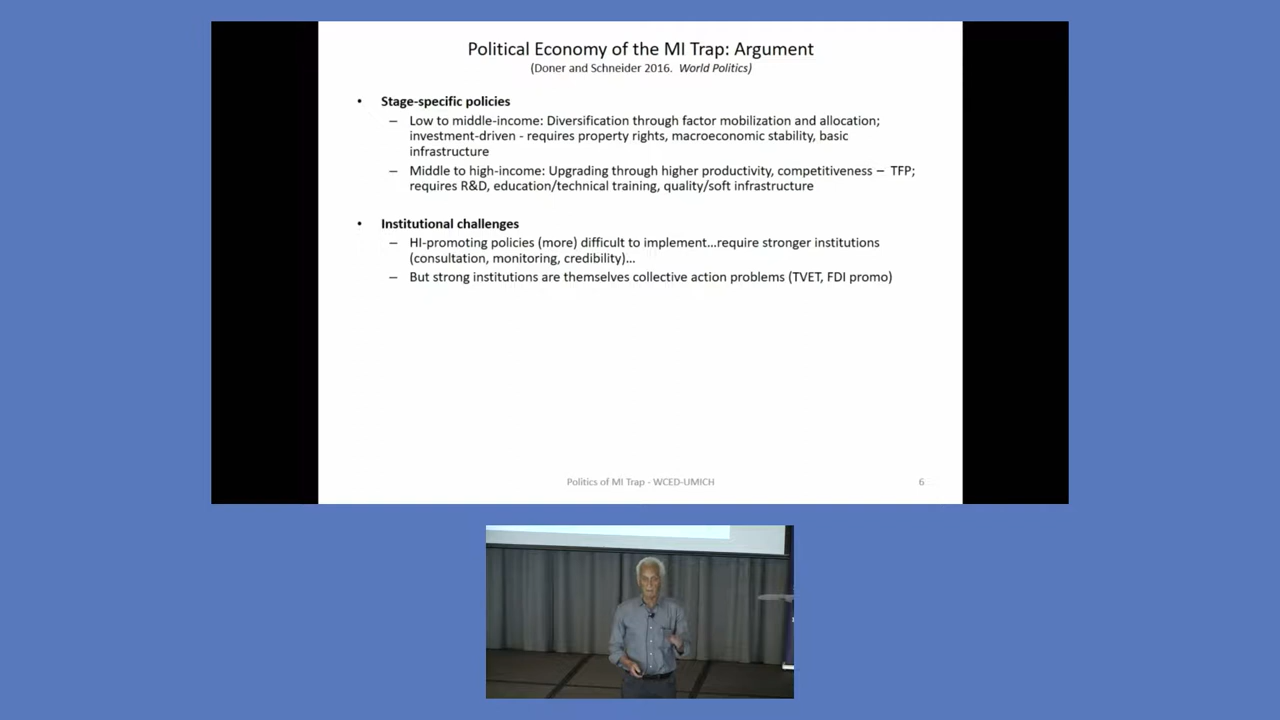 Political Economy of the MI Trap: Argument
(Doner and Schneider 2016. World Politics)
• Stage-specific policies
– Low to middle-income: Diversification through factor mobilization and allocation;
investment-driven - requires property rights, macroeconomic stability, basic
infrastructure
– Middle to high-income: Upgrading through higher productivity, competitiveness – TFP;
requires R&D, education/technical training, quality/soft infrastructure
• Institutional challenges
– HI-promoting policies (more) difficult to implement…require stronger institutions
(consultation, monitoring, credibility)…
– But strong institutions are themselves collective action problems (TVET, FDI promo)
Politics of MI Trap - WCED-UMICH
6